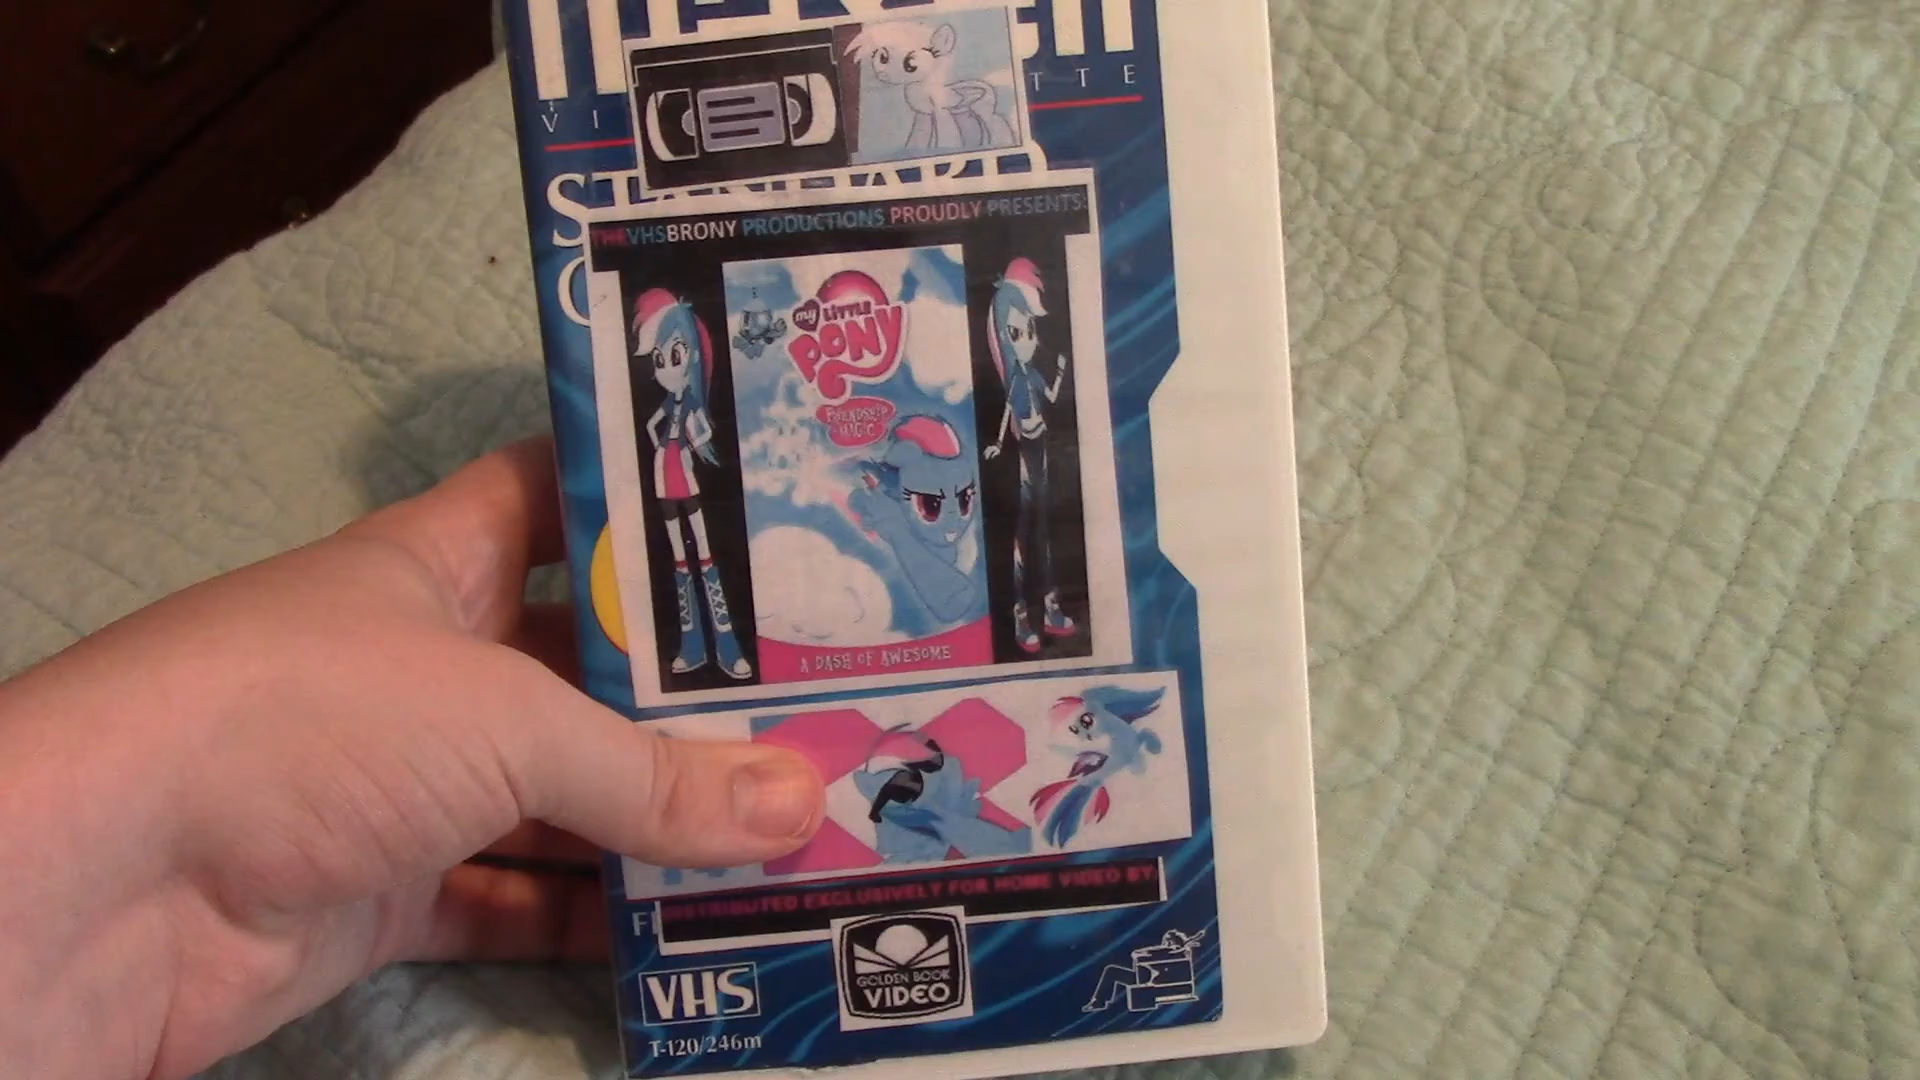 STANDARD
THEVHSBRONY PRODUCTIONS PROUDLY PRESENTS:
my LITTLE
PONY
FRIENDSHIP
MAGIC
A DASH OF AWESOME
DISTRIBUTED EXCLUSIVELY FOR HOME VIDEO BY:
VHS
GOLDEN BOOK
VIDEO
T-120/246m